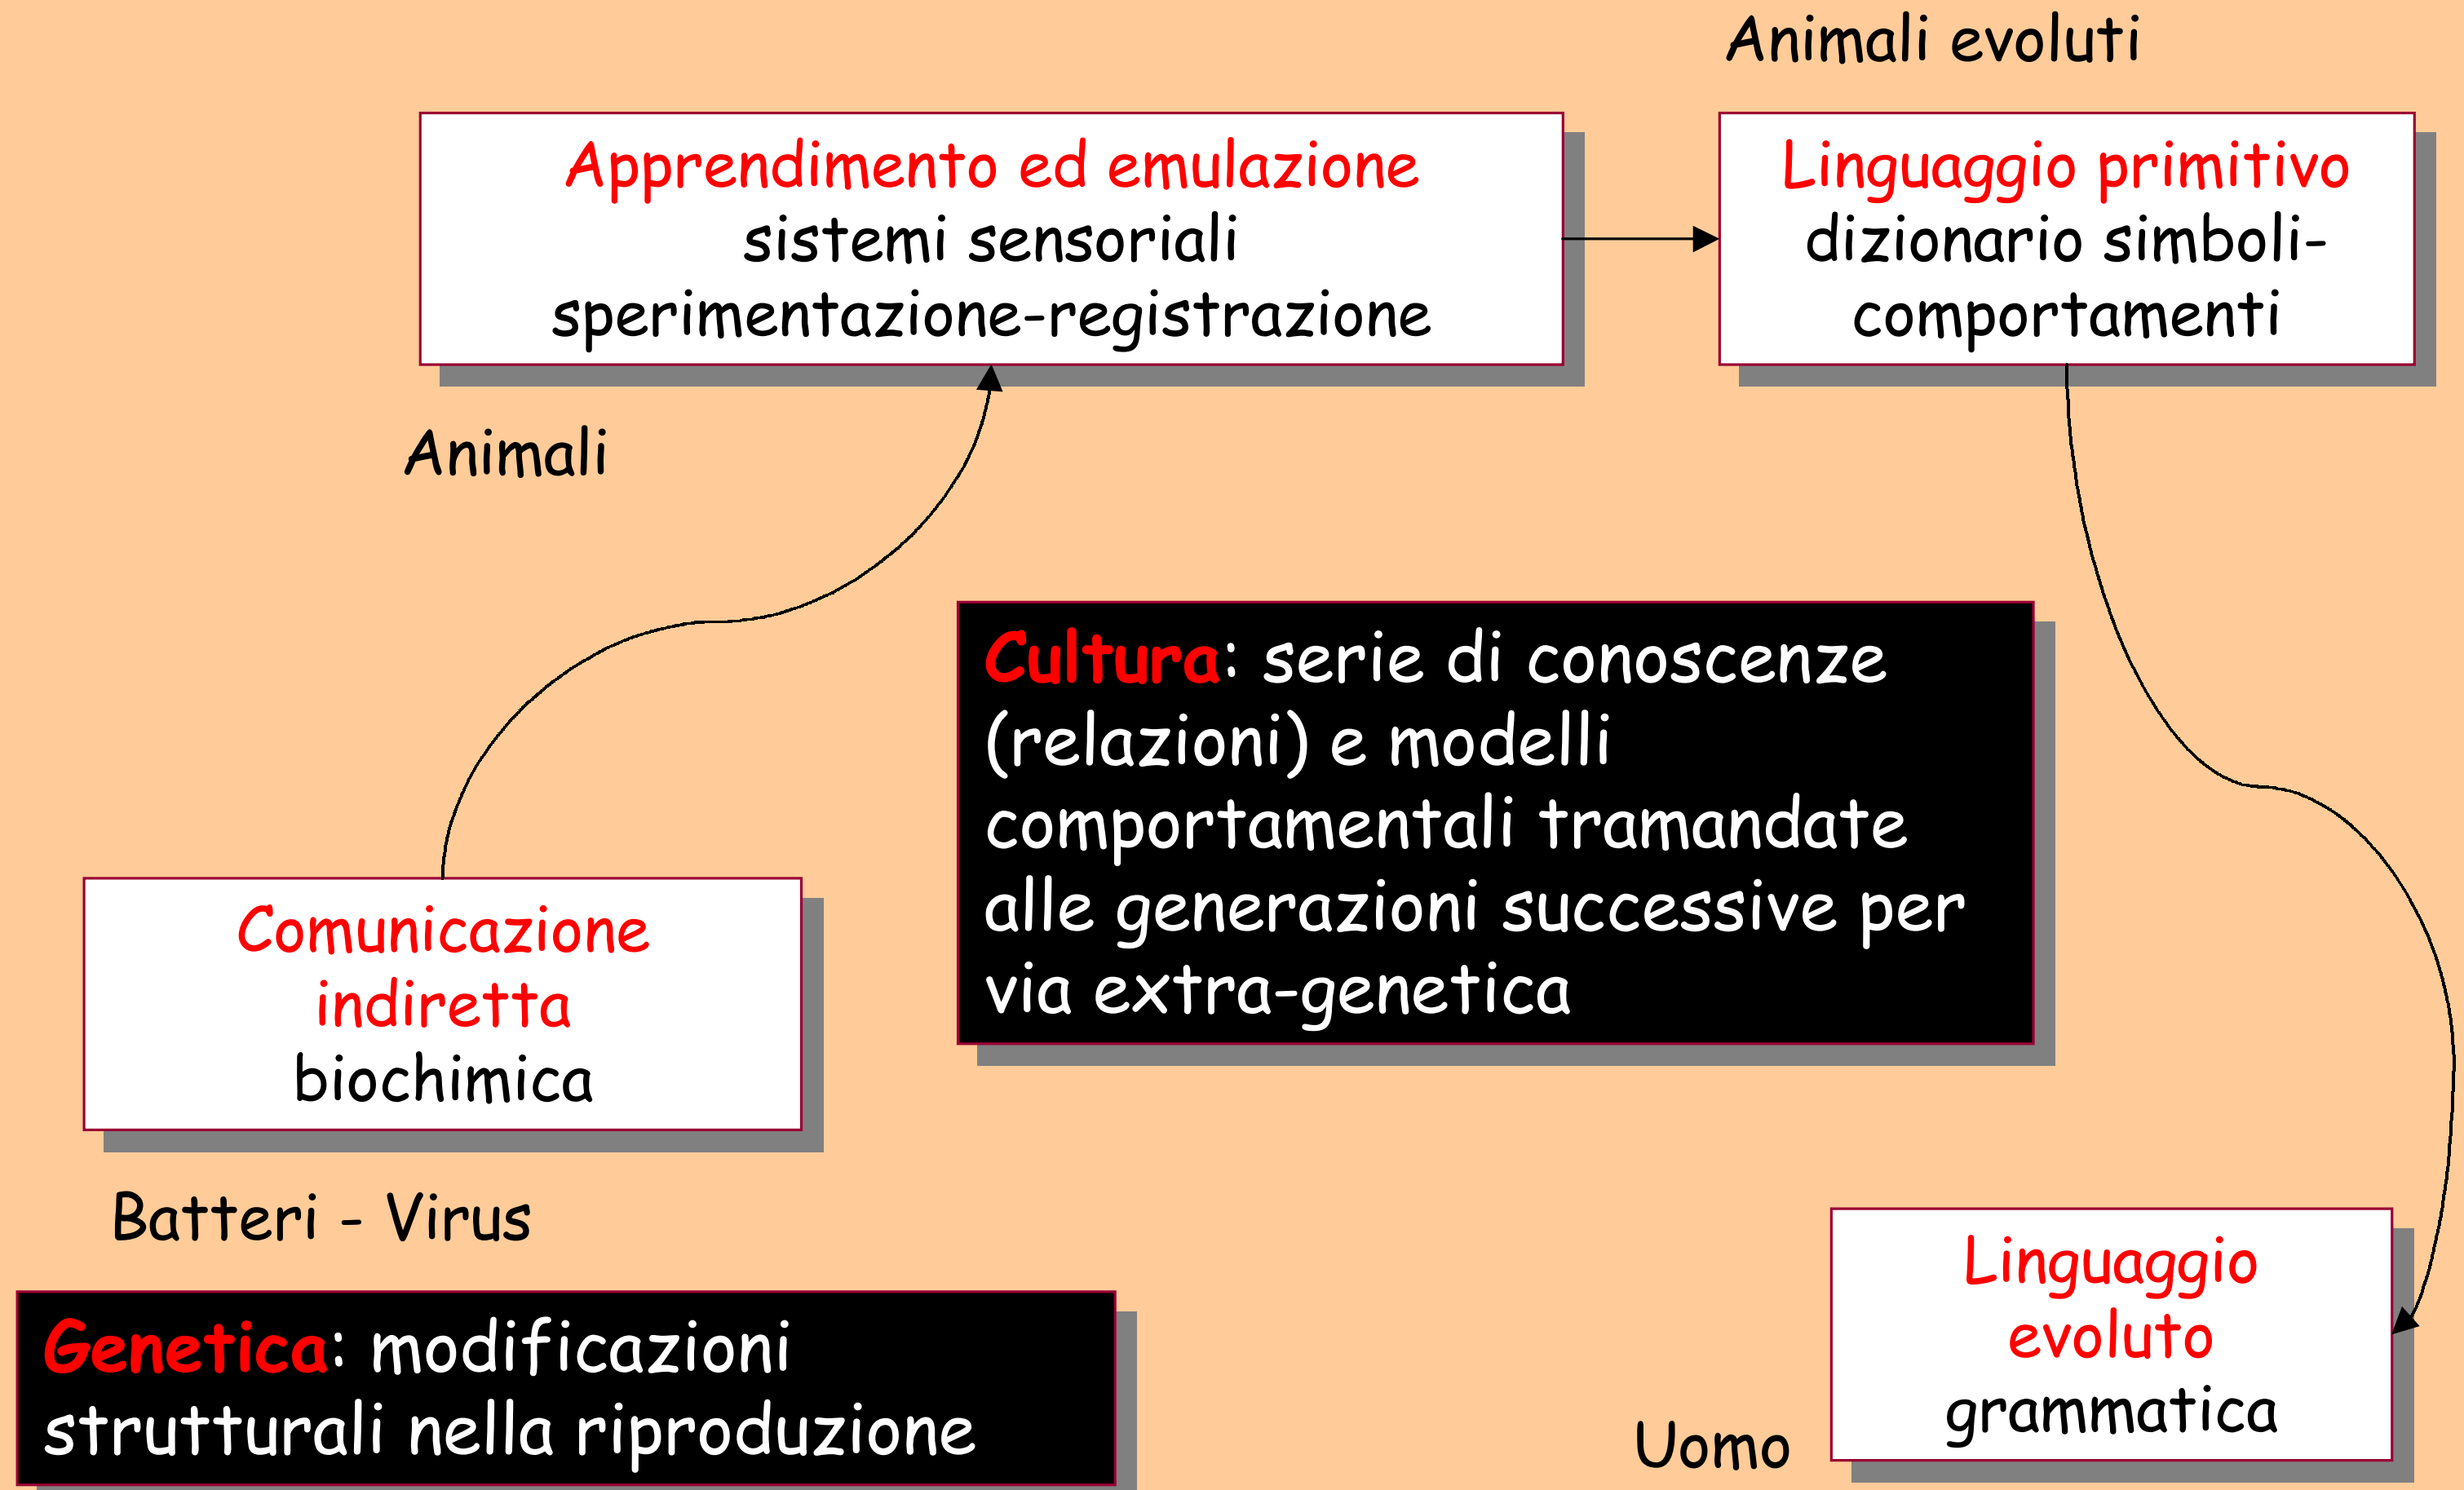 Animali evoluti
Apprendimento ed emulazione
sistemi sensoriali
sperimentazione-registrazione
Linguaggio primitivo
dizionario simboli-
comportamenti
Animali
Cultura: serie di conoscenze
(relazioni) e modelli
comportamentali tramandate
alle generazioni successive per
via extra-genetica
Comunicazione
indiretta
biochimica
Batteri - Virus
Genetica: modificazioni
strutturali nella riproduzione
Linguaggio
evoluto
grammatica
Uomo